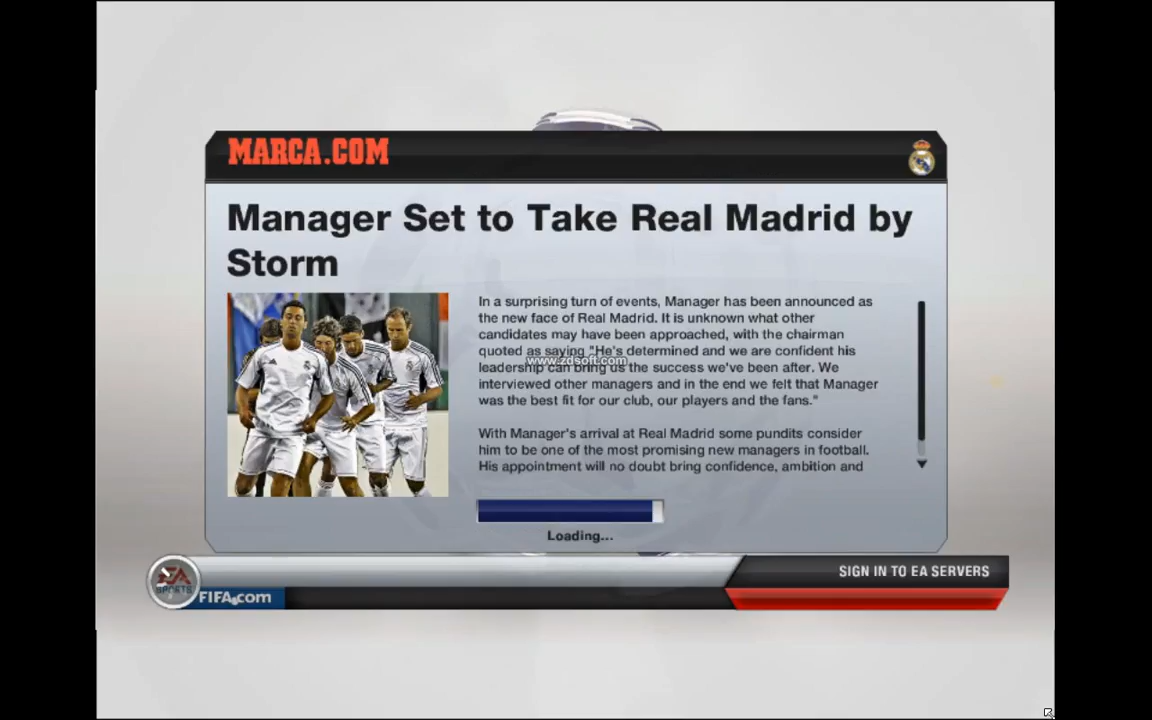 MARCA.COM
Manager Set to Take Real Madrid by
Storm
In a surprising turn of events, Manager has been announced as
the new face of Real Madrid. It is unknown what other
candidates may have been approached, with the chairman
quoted as saying "He's determined and we are confident his
www.zdsoft.com
leadership can bring us the success we've been after. We
interviewed other managers and in the end we felt that Manager
was the best fit for our club, our players and the fans."
With Manager's arrival at Real Madrid some pundits consider
him to be one of the most promising new managers in football.
His appointment will no doubt bring confidence, ambition and
Loading...
SIGN IN TO EA SERVERS
EA
SPORTS
FIFA.com